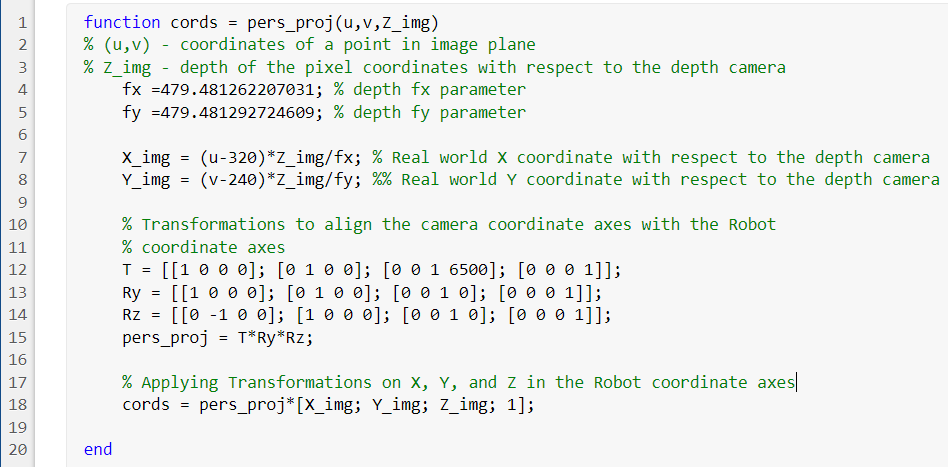 1 function cords = pers_proj(u,v,Z_img)
2 % (u,v) - coordinates of a point in image plane
3 % Z_img - depth of the pixel coordinates with respect to the depth camera
4 fx =479.481262207031; % depth fx parameter
5 fy =479.481292724609; % depth fy parameter
6
7 X_img = (u-320)*Z_img/fx; % Real world X coordinate with respect to the depth camera
8 Y_img = (v-240)*Z_img/fy; %% Real world Y coordinate with respect to the depth camera
9
10 % Transformations to align the camera coordinate axes with the Robot
11 % coordinate axes
12 T = [[1 0 0 0]; [0 1 0 0]; [0 0 1 6500]; [0 0 0 1]];
13 Ry = [[1 0 0 0]; [0 1 0 0]; [0 0 1 0]; [0 0 0 1]];
14 Rz = [[0 -1 0 0]; [1 0 0 0]; [0 0 1 0]; [0 0 0 1]];
15 pers_proj = T*Ry*Rz;
16
17 % Applying Transformations on X, Y, and Z in the Robot coordinate axes
18 cords = pers_proj*[X_img; Y_img; Z_img; 1];
19
20 end